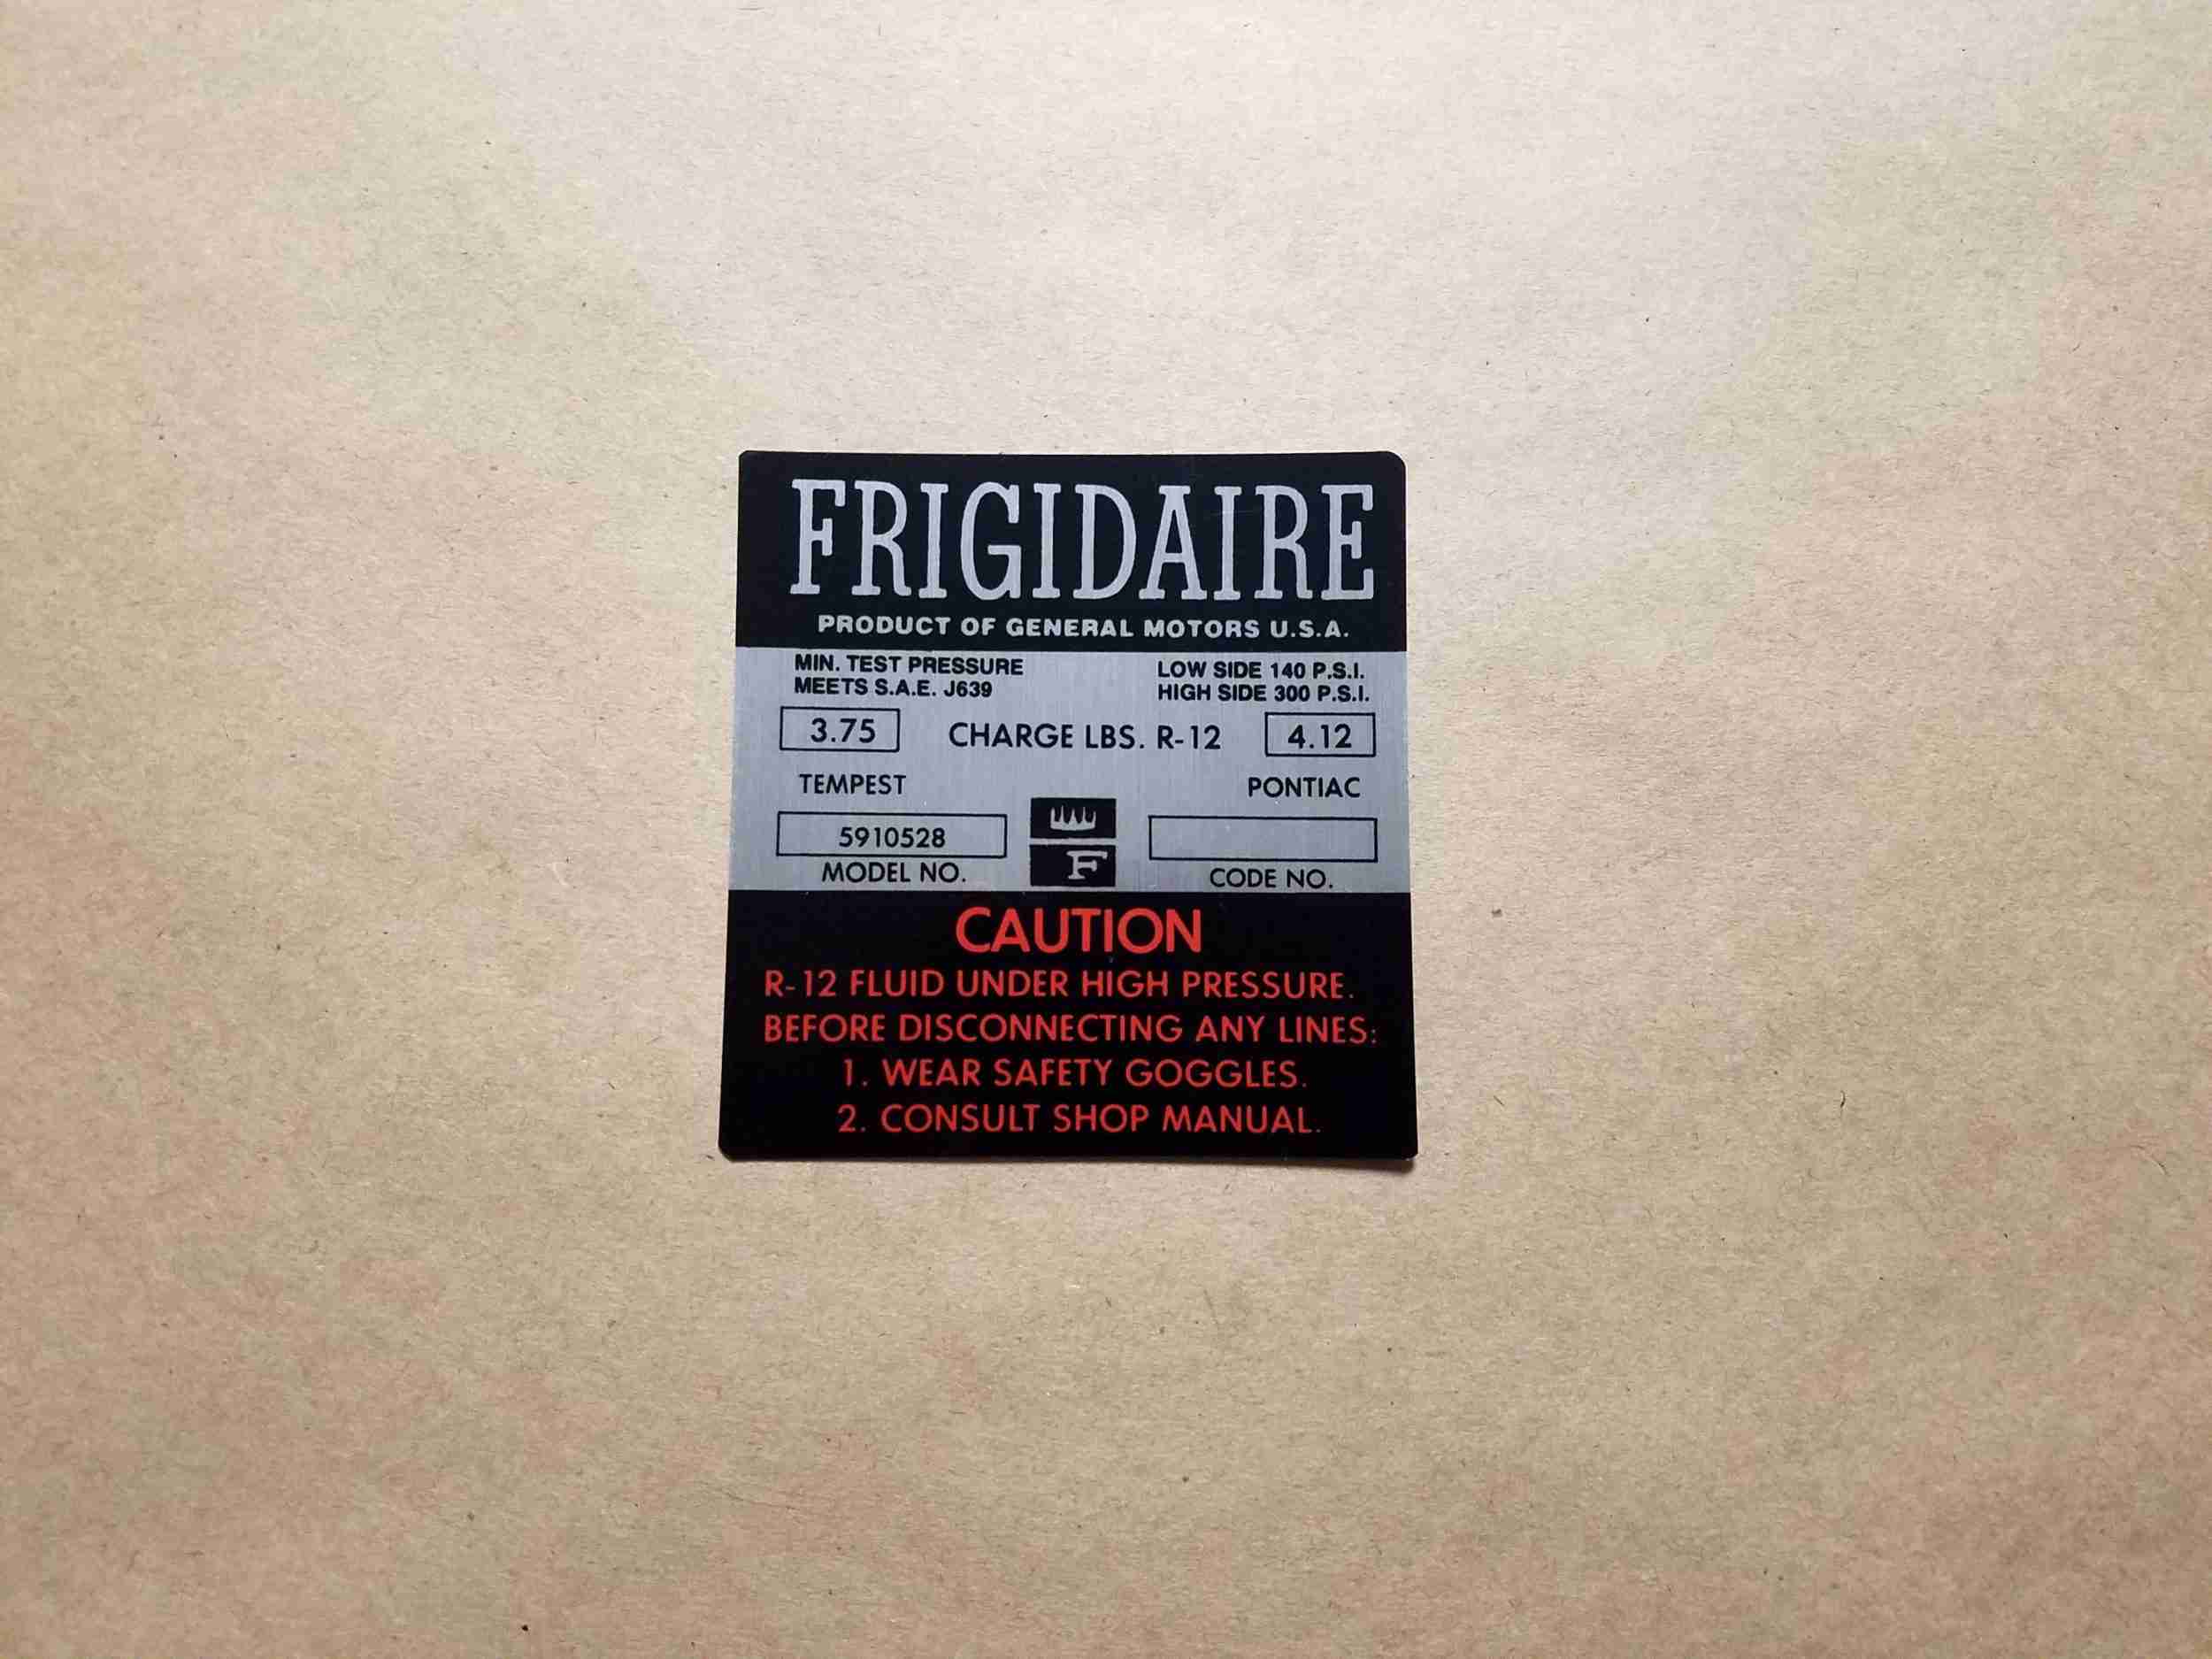 FRIGIDAIRE
PRODUCT OF GENERAL MOTORS U.S.A.
MIN. TEST PRESSURE
MEETS S.A.E. J639
LOW SIDE 140 P.S.I.
HIGH SIDE 300 P.S.I.
3.75 CHARGE LBS. R-12 4.12
TEMPEST PONTIAC
5910528
MODEL NO.
F
CODE NO.
CAUTION
R-12 FLUID UNDER HIGH PRESSURE.
BEFORE DISCONNECTING ANY LINES:
1. WEAR SAFETY GOGGLES.
2. CONSULT SHOP MANUAL.